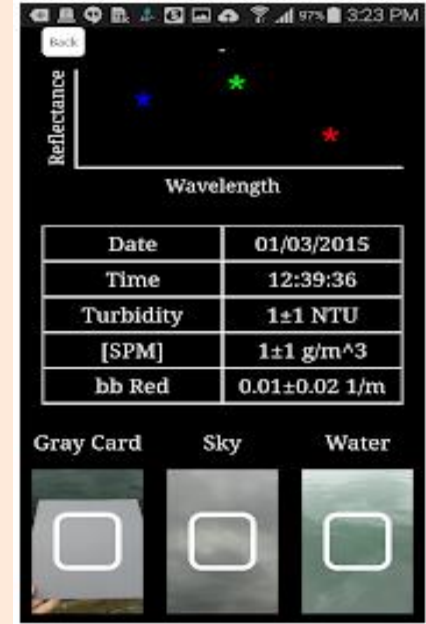 97% 3:23 PM
Back
-
Reflectance
Wavelength
Date 01/03/2015
Time 12:39:36
Turbidity 1±1 NTU
[SPM] 1±1 g/m^3
bb Red 0.01±0.02 1/m
Gray Card Sky Water